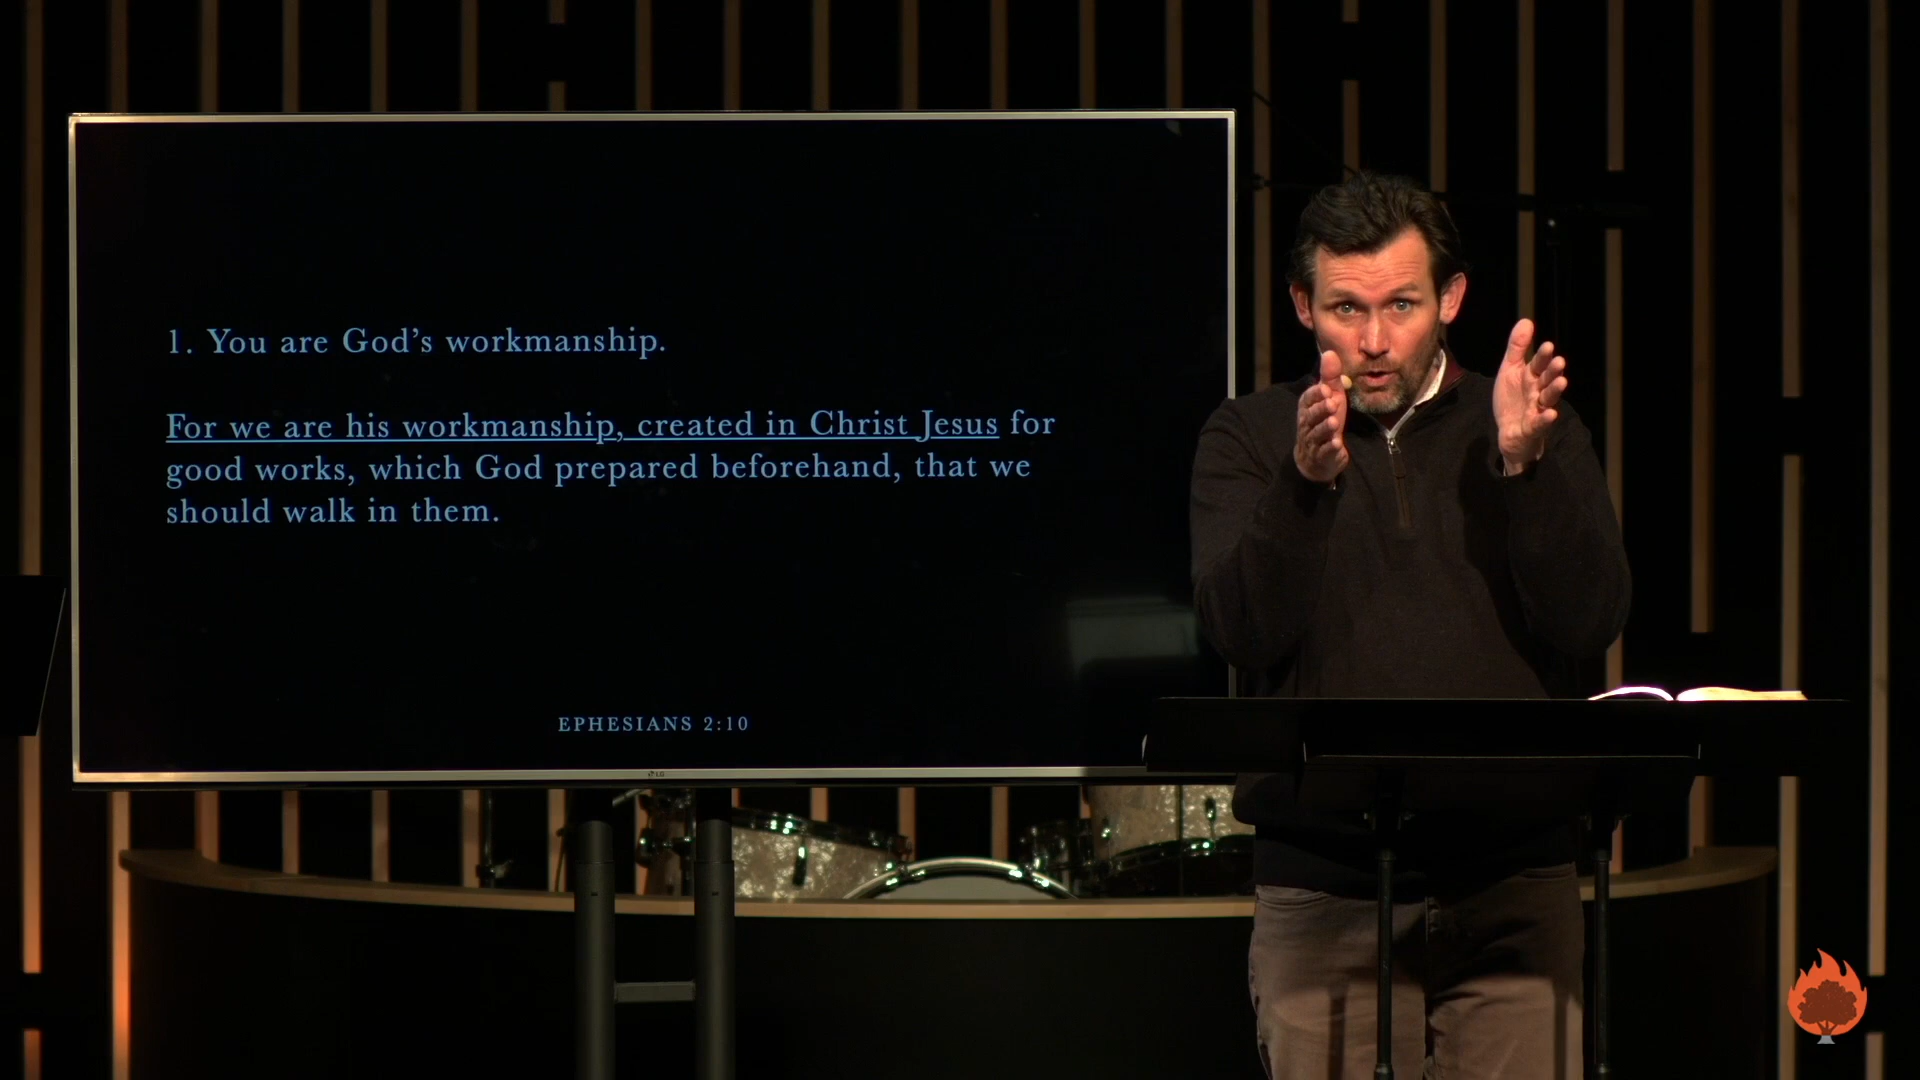 1. You are God’s workmanship.
For we are his workmanship, created in Christ Jesus for
good works, which God prepared beforehand, that we
should walk in them.
EPHESIANS 2:10
LG